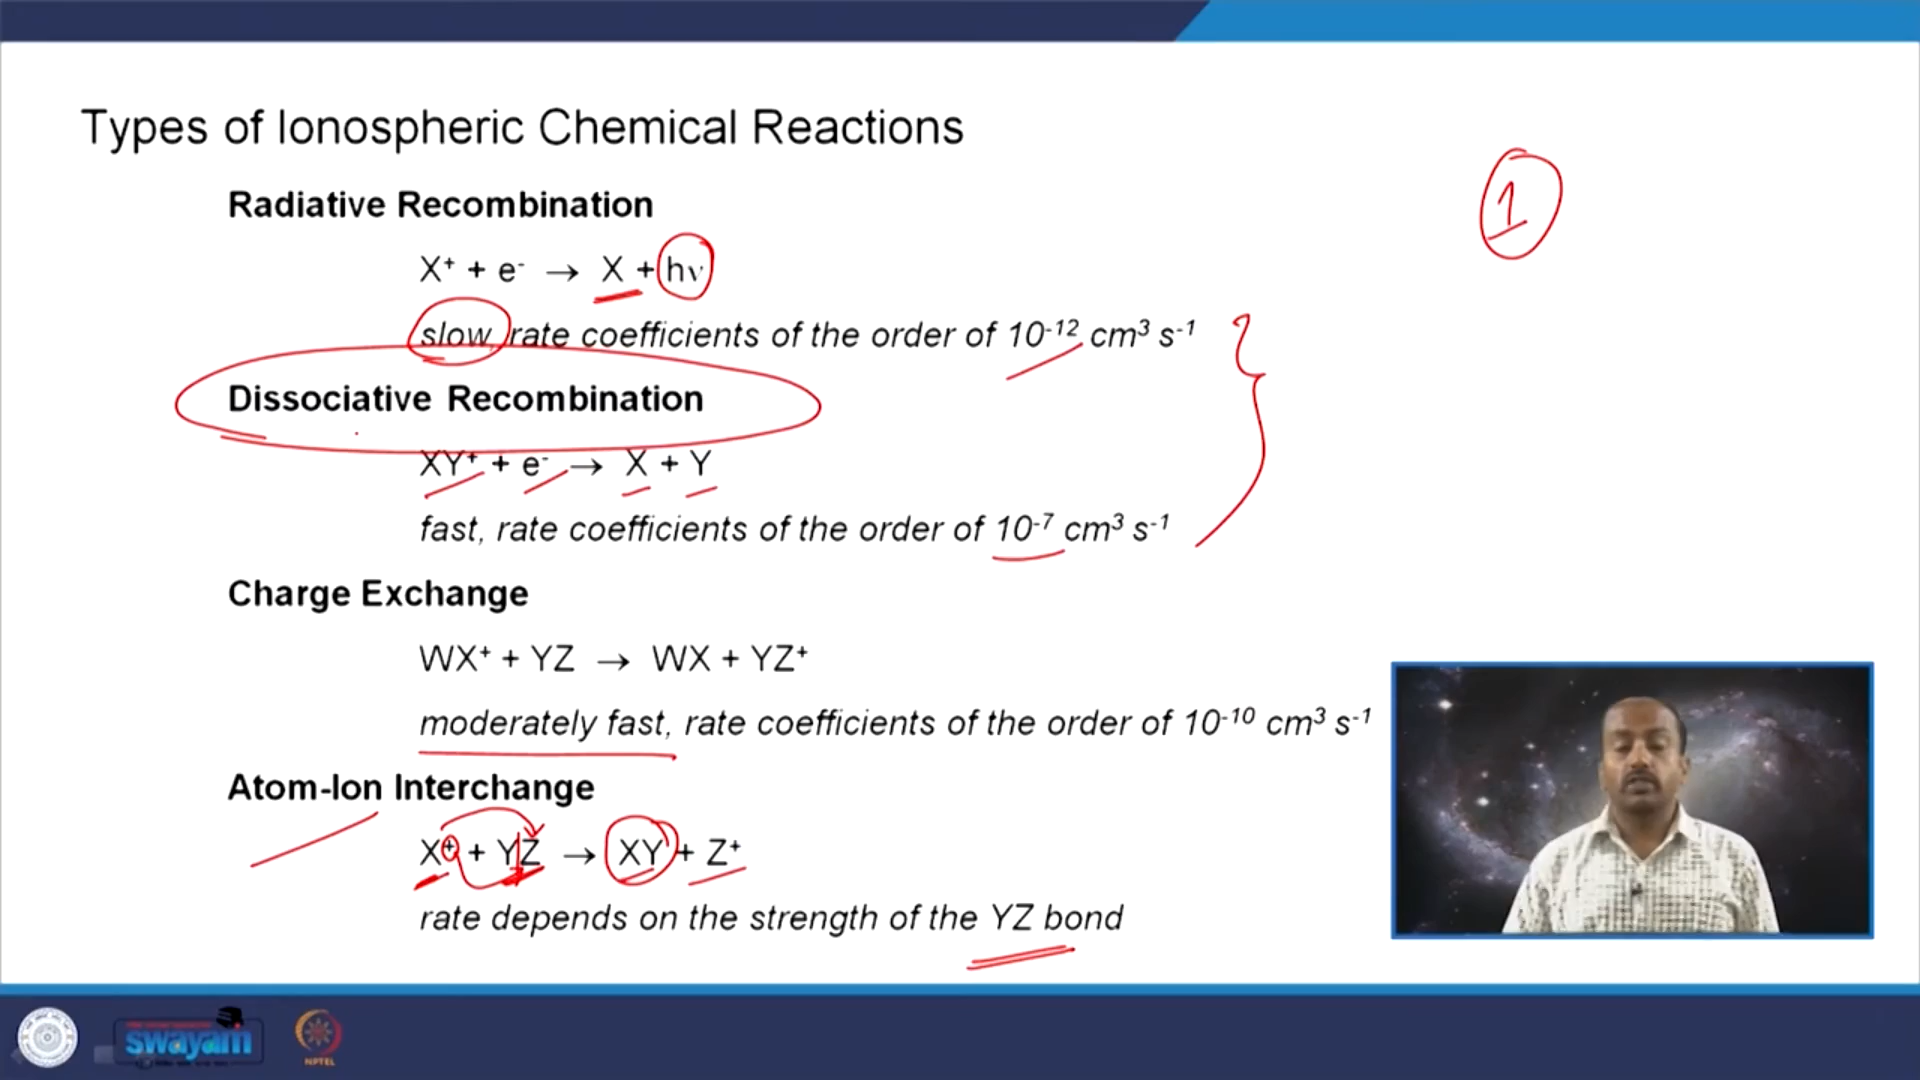 Types of Ionospheric Chemical Reactions
1
Radiative Recombination
X⁺ + e⁻ → X + hν
slow, rate coefficients of the order of 10⁻¹² cm³ s⁻¹
Dissociative Recombination
XY⁺ + e⁻ → X + Y
fast, rate coefficients of the order of 10⁻⁷ cm³ s⁻¹
Charge Exchange
WX⁺ + YZ → WX + YZ⁺
moderately fast, rate coefficients of the order of 10⁻¹⁰ cm³ s⁻¹
Atom-Ion Interchange
X⁺ + YZ → XY + Z⁺
rate depends on the strength of the YZ bond
swayam
NPTEL